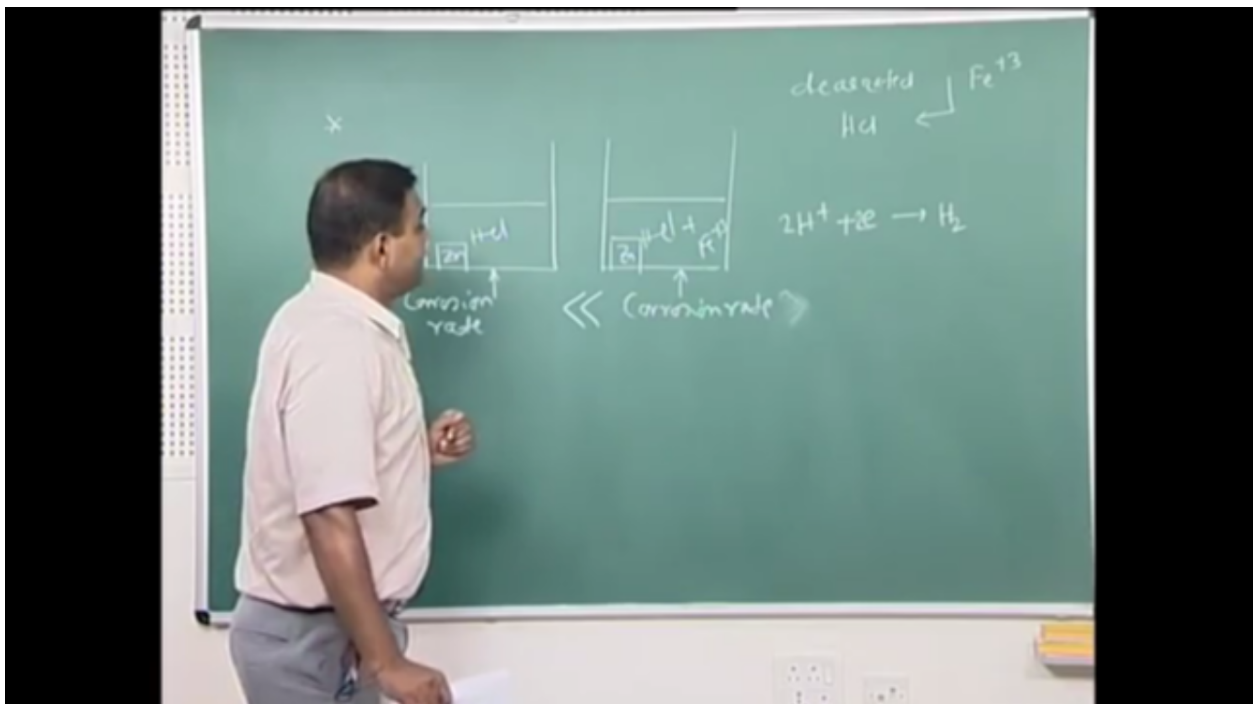 deaerated Fe+3
HCl
x
Zn HCl
Zn HCl + Fe+3
2H+ + 2e → H2
Corrosion
rate
<< Corrosion rate >>